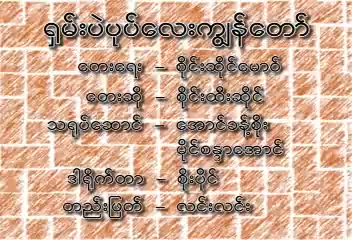 ရှမ်းပဲပုပ်လေးကျွန်တော်
တေးရေး – စိုင်းဆိုင်မောဝ်
တေးဆို – စိုင်းထီးဆိုင်
သရုပ်ဆောင် – အောင်ခန့်စိုး
မိုင်စန္ဒာအောင်
ဒါရိုက်တာ – စိုးပိုင်
တည်းဖြတ် – လင်းလင်း